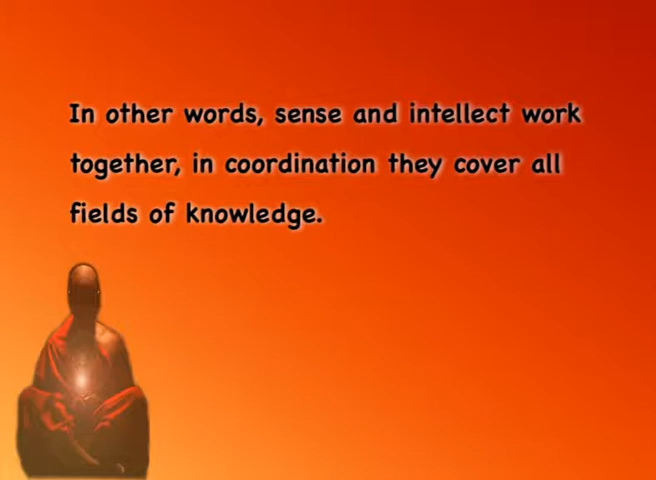 In other words, sense and intellect work
together, in coordination they cover all
fields of knowledge.